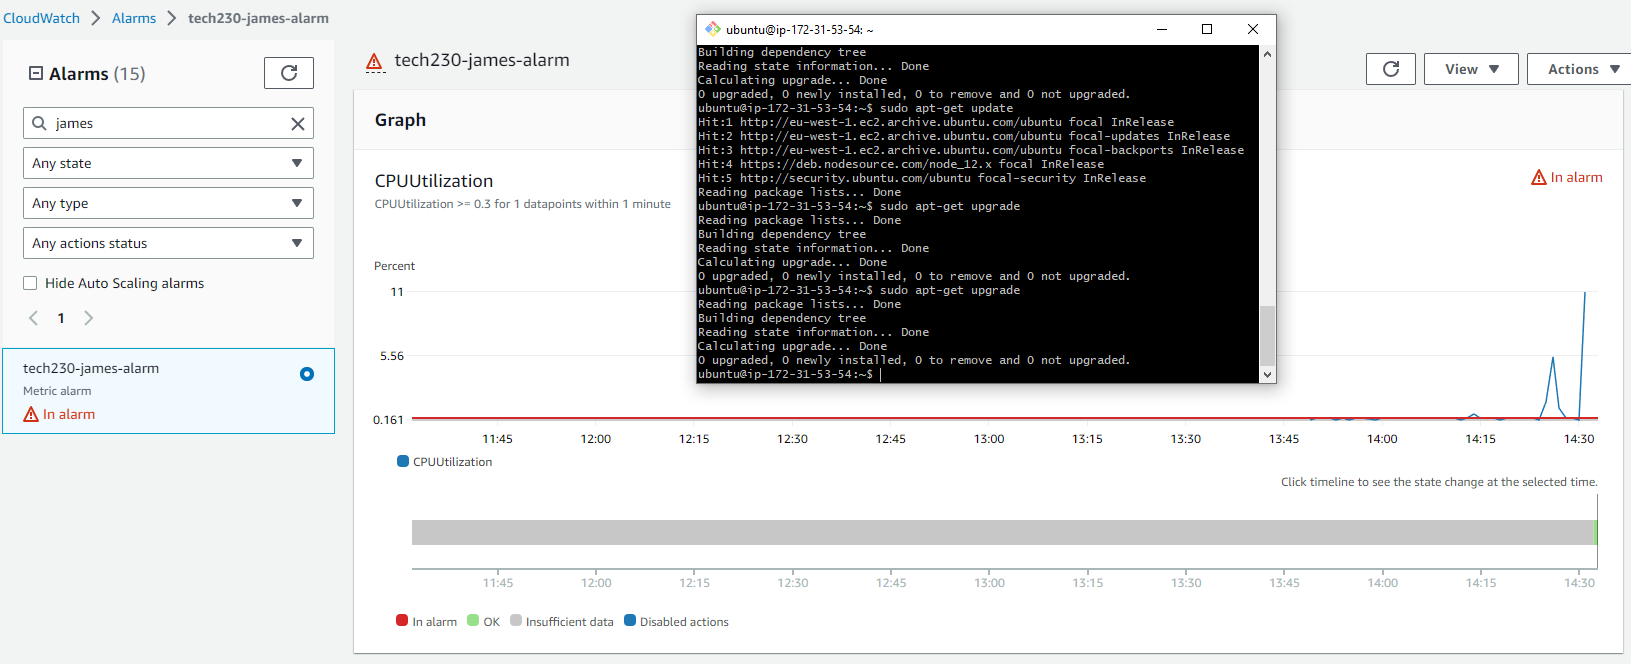 CloudWatch > Alarms > tech230-james-alarm
Alarms (15)
james
Any state
Any type
Any actions status
Hide Auto Scaling alarms
1
tech230-james-alarm
Metric alarm
In alarm
tech230-james-alarm
View
Actions
Graph
CPUUtilization
CPUUtilization >= 0.3 for 1 datapoints within 1 minute
In alarm
Percent
11
5.56
0.161
11:45 12:00 12:15 12:30 12:45 13:00 13:15 13:30 13:45 14:00 14:15 14:30
CPUUtilization
Click timeline to see the state change at the selected time.
11:45 12:00 12:15 12:30 12:45 13:00 13:15 13:30 13:45 14:00 14:15 14:30
In alarm OK Insufficient data Disabled actions
ubuntu@ip-172-31-53-54: ~
Building dependency tree
Reading state information... Done
Calculating upgrade... Done
0 upgraded, 0 newly installed, 0 to remove and 0 not upgraded.
ubuntu@ip-172-31-53-54:~$ sudo apt-get update
Hit:1 http://eu-west-1.ec2.archive.ubuntu.com/ubuntu focal InRelease
Hit:2 http://eu-west-1.ec2.archive.ubuntu.com/ubuntu focal-updates InRelease
Hit:3 http://eu-west-1.ec2.archive.ubuntu.com/ubuntu focal-backports InRelease
Hit:4 https://deb.nodesource.com/node_12.x focal InRelease
Hit:5 http://security.ubuntu.com/ubuntu focal-security InRelease
Reading package lists... Done
ubuntu@ip-172-31-53-54:~$ sudo apt-get upgrade
Reading package lists... Done
Building dependency tree
Reading state information... Done
Calculating upgrade... Done
0 upgraded, 0 newly installed, 0 to remove and 0 not upgraded.
ubuntu@ip-172-31-53-54:~$ sudo apt-get upgrade
Reading package lists... Done
Building dependency tree
Reading state information... Done
Calculating upgrade... Done
0 upgraded, 0 newly installed, 0 to remove and 0 not upgraded.
ubuntu@ip-172-31-53-54:~$